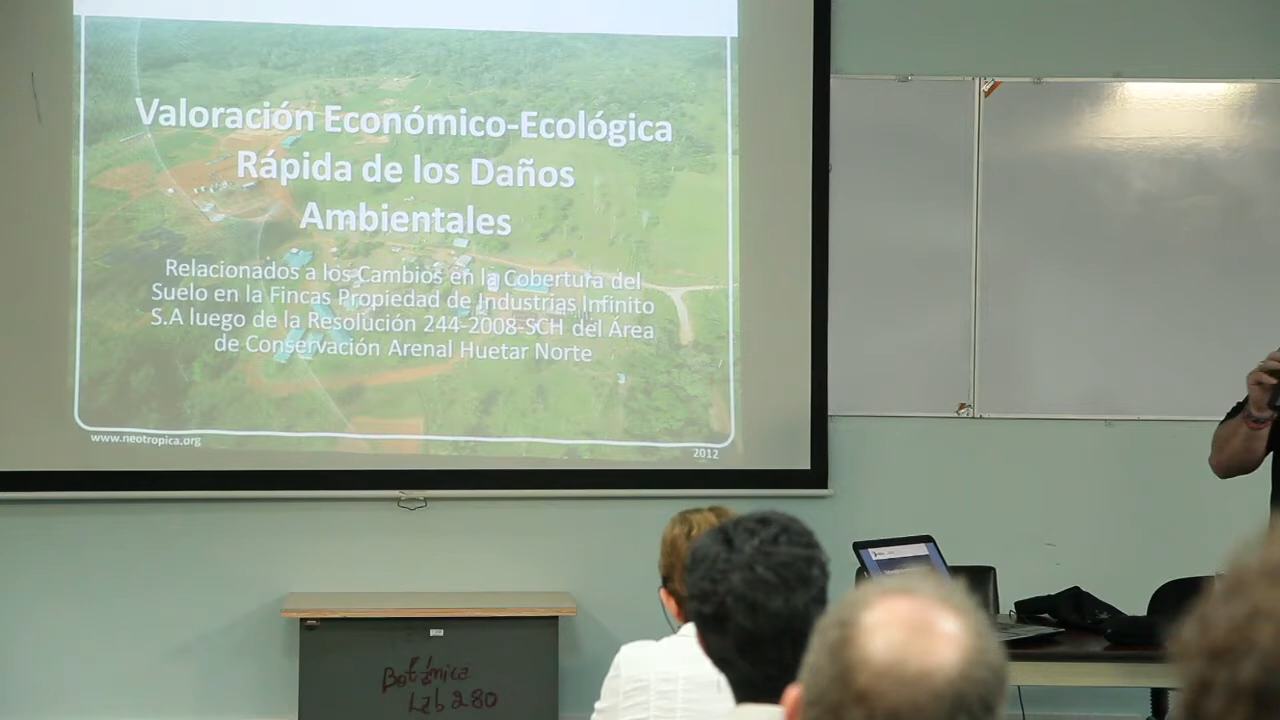 Valoración Económico-Ecológica
Rápida de los Daños
Ambientales
Relacionados a los Cambios en la Cobertura del
Suelo en la Fincas Propiedad de Industrias Infinito
S.A luego de la Resolución 244-2008-SCH del Área
de Conservación Arenal Huetar Norte
www.neotropica.org
2012
Botánica
Lab 280